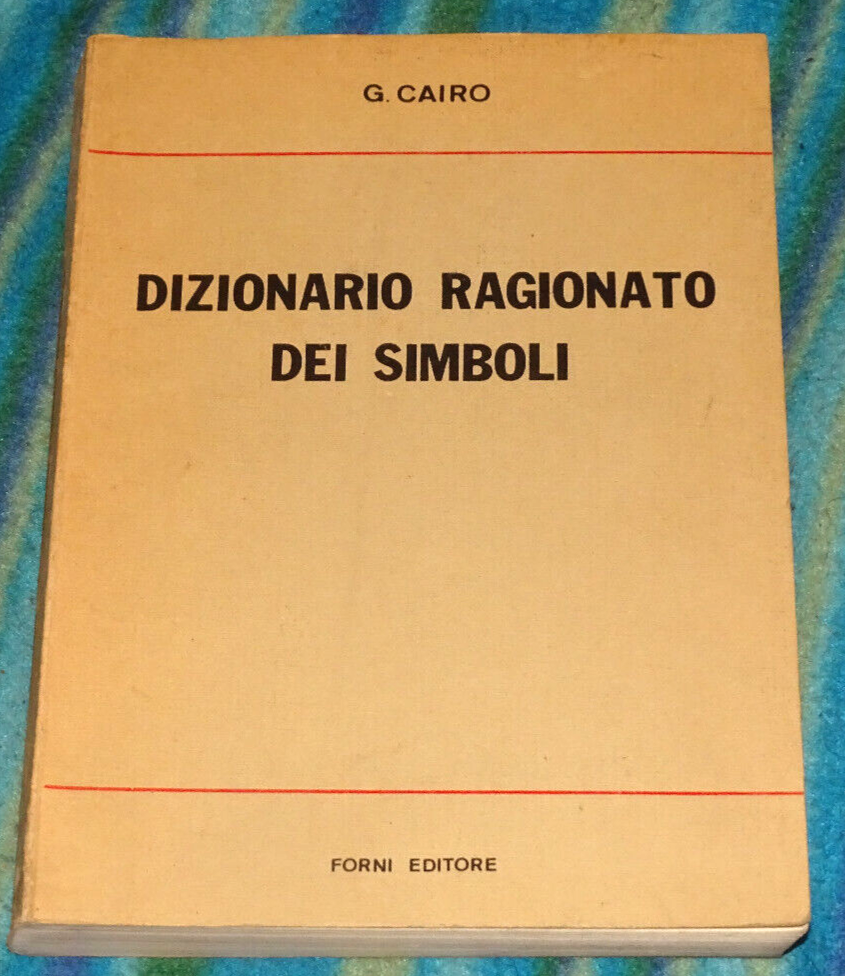 G. CAIRO
DIZIONARIO RAGIONATO
DEI SIMBOLI
FORNI EDITORE